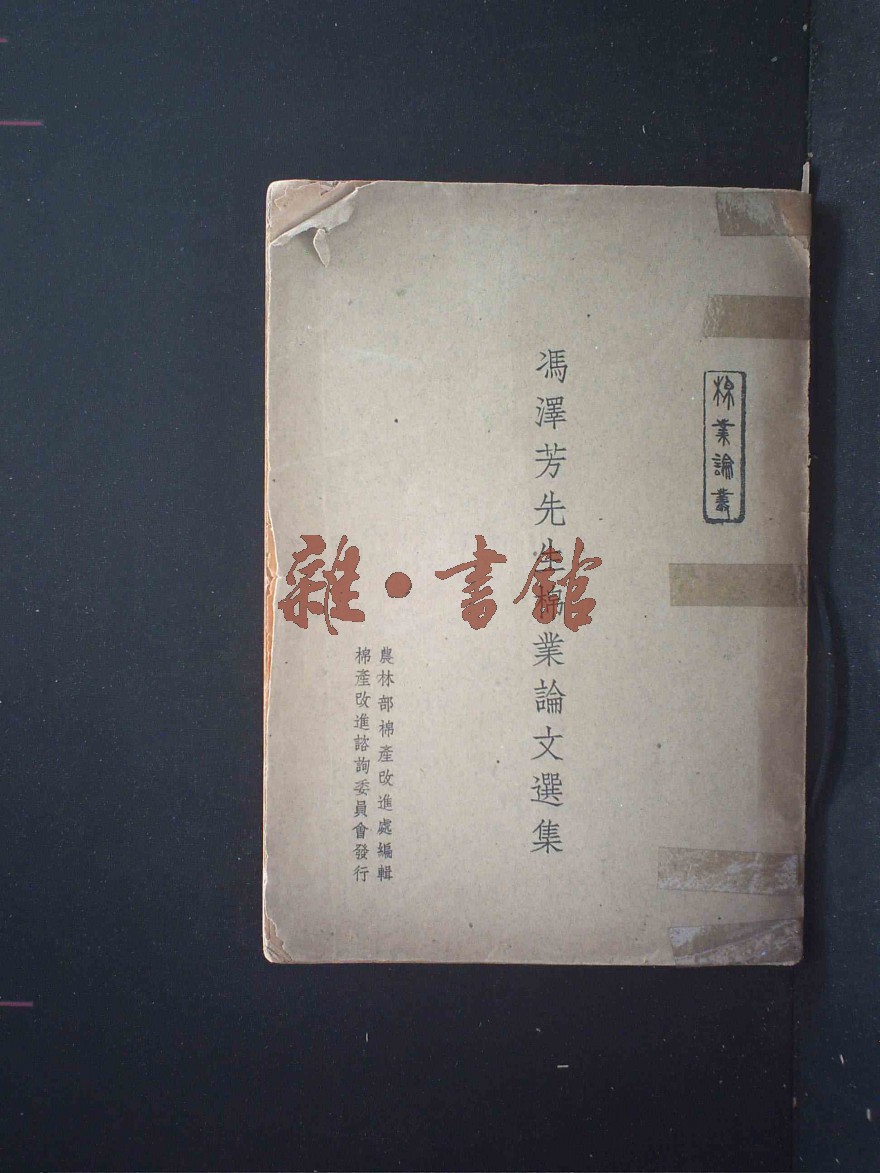 棉業論叢
馮澤芳先生棉業論文選集
農林部棉產改進處編輯
棉產改進諮詢委員會發行
雜·書館